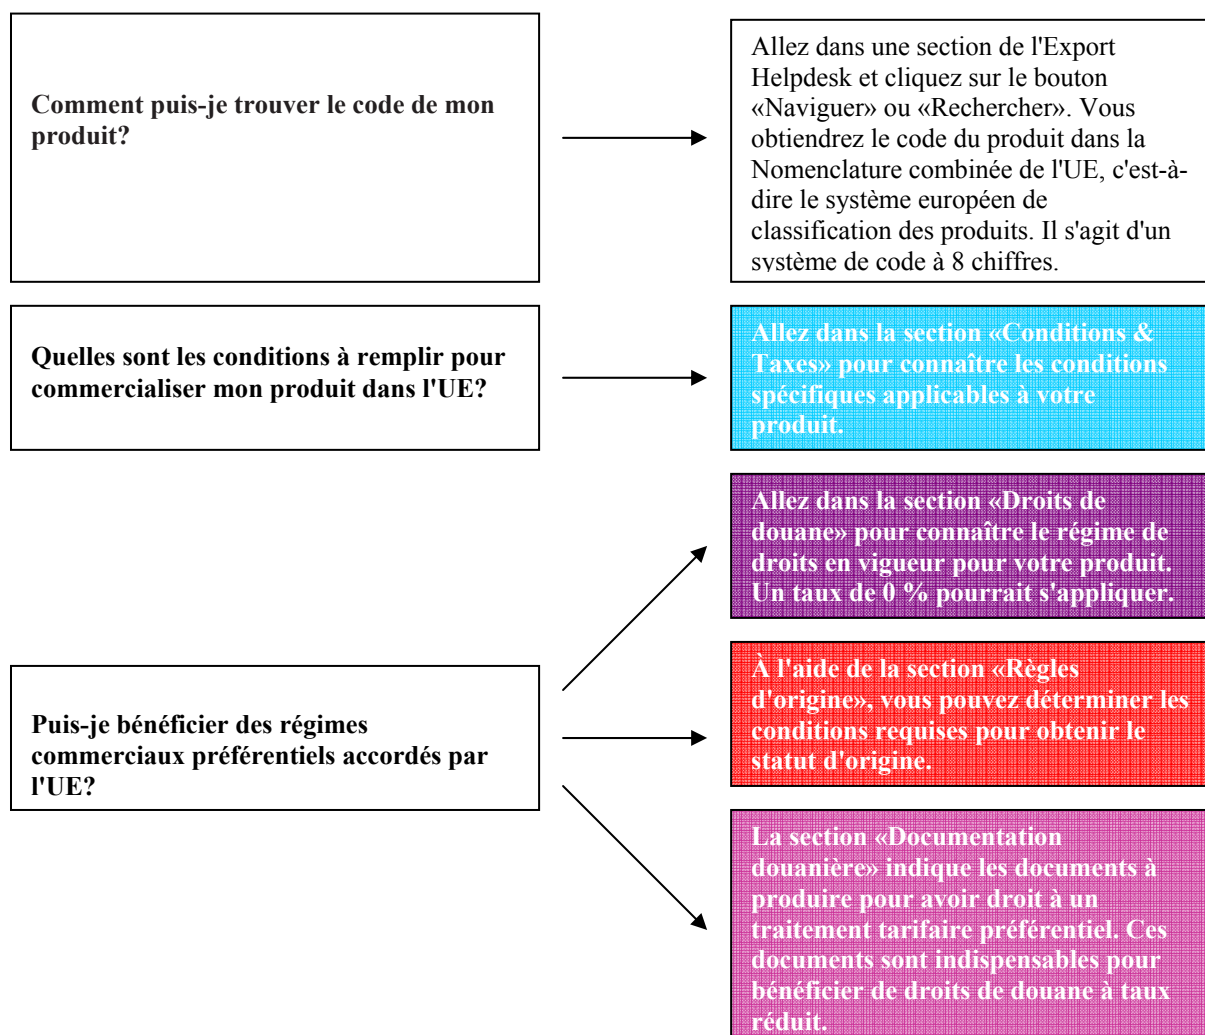 Comment puis-je trouver le code de mon
produit?
Allez dans une section de l'Export
Helpdesk et cliquez sur le bouton
«Naviguer» ou «Rechercher». Vous
obtiendrez le code du produit dans la
Nomenclature combinée de l'UE, c'est-à-
dire le système européen de
classification des produits. Il s'agit d'un
système de code à 8 chiffres.
Quelles sont les conditions à remplir pour
commercialiser mon produit dans l'UE?
Allez dans la section «Conditions &
Taxes» pour connaître les conditions
spécifiques applicables à votre
produit.
Puis-je bénéficier des régimes
commerciaux préférentiels accordés par
l'UE?
Allez dans la section «Droits de
douane» pour connaître le régime de
droits en vigueur pour votre produit.
Un taux de 0 % pourrait s'appliquer.
À l'aide de la section «Règles
d'origine», vous pouvez déterminer les
conditions requises pour obtenir le
statut d'origine.
La section «Documentation
douanière» indique les documents à
produire pour avoir droit à un
traitement tarifaire préférentiel. Ces
documents sont indispensables pour
bénéficier de droits de douane à taux
réduit.